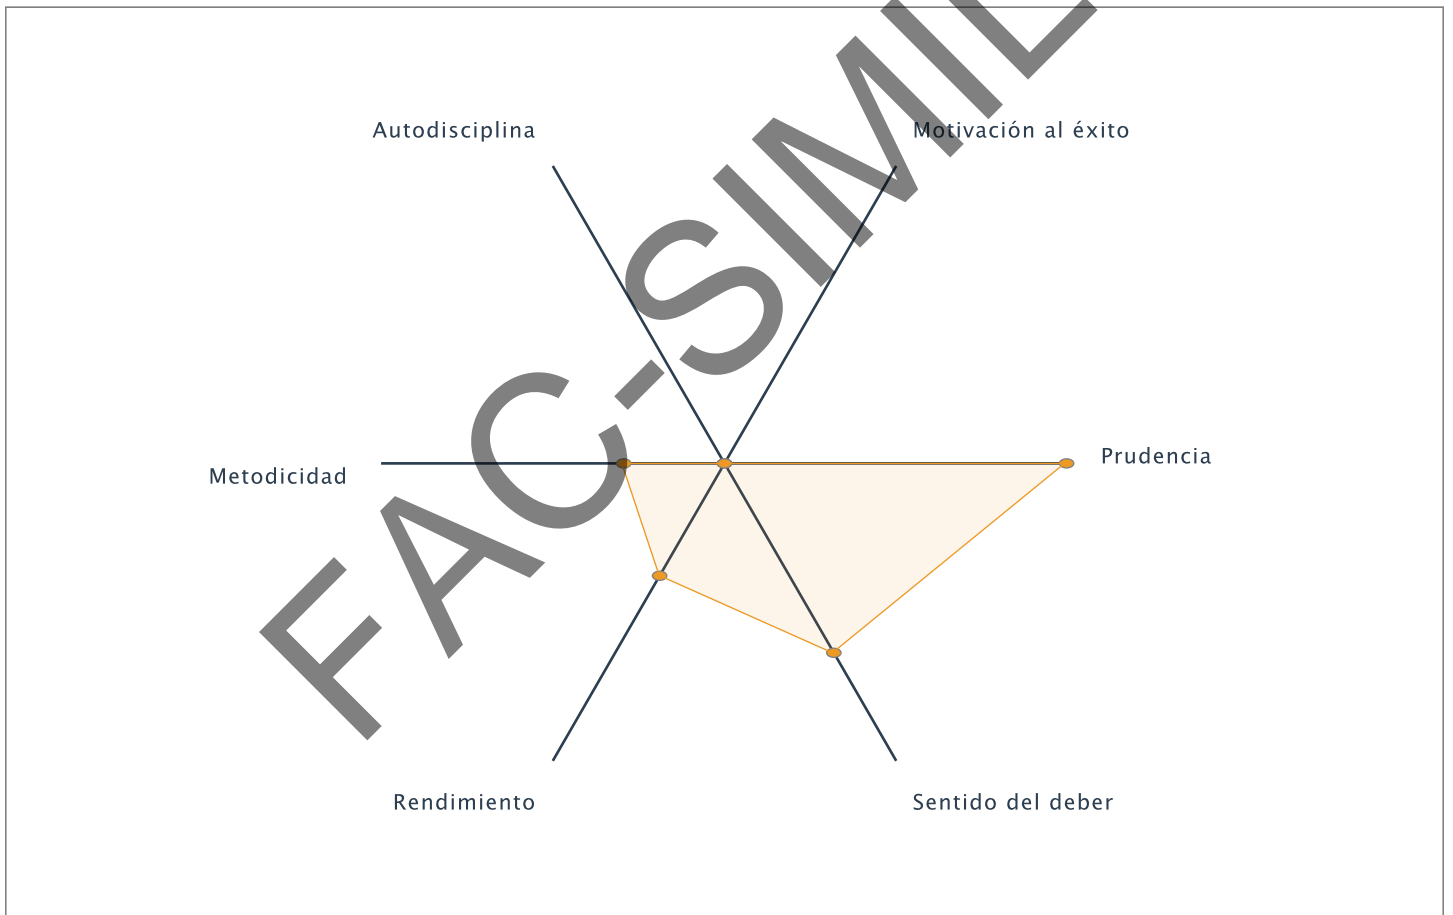 Autodisciplina
Motivación al éxito
Metodicidad
Prudencia
Rendimiento
Sentido del deber
FAC-SIMIL